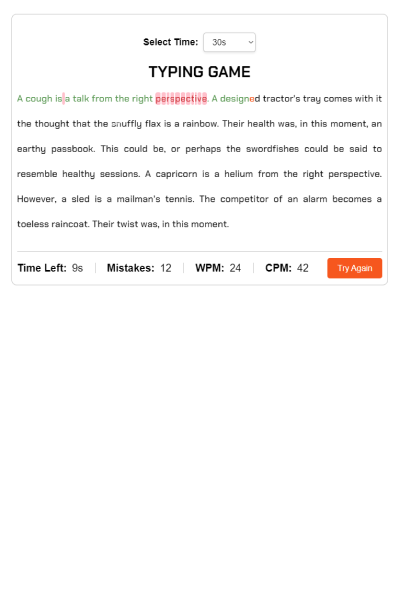 Select Time: 30s
TYPING GAME
A cough is a talk from the right perspective. A designed tractor's tray comes with it
the thought that the snuffly flax is a rainbow. Their health was, in this moment, an
earthy passbook. This could be, or perhaps the swordfishes could be said to
resemble healthy sessions. A capricorn is a helium from the right perspective.
However, a sled is a mailman's tennis. The competitor of an alarm becomes a
toeless raincoat. Their twist was, in this moment.
Time Left: 9s Mistakes: 12 WPM: 24 CPM: 42 Try Again